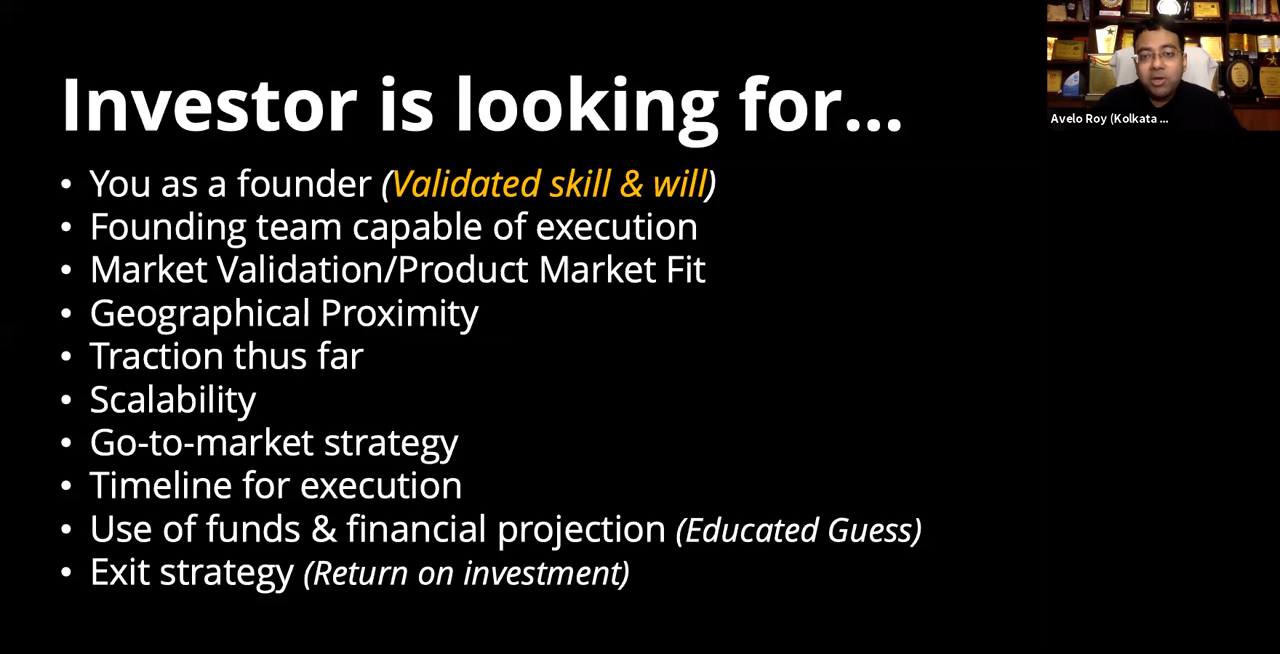 Investor is looking for...
• You as a founder (Validated skill & will)
• Founding team capable of execution
• Market Validation/Product Market Fit
• Geographical Proximity
• Traction thus far
• Scalability
• Go-to-market strategy
• Timeline for execution
• Use of funds & financial projection (Educated Guess)
• Exit strategy (Return on investment)
Avelo Roy (Kolkata ...